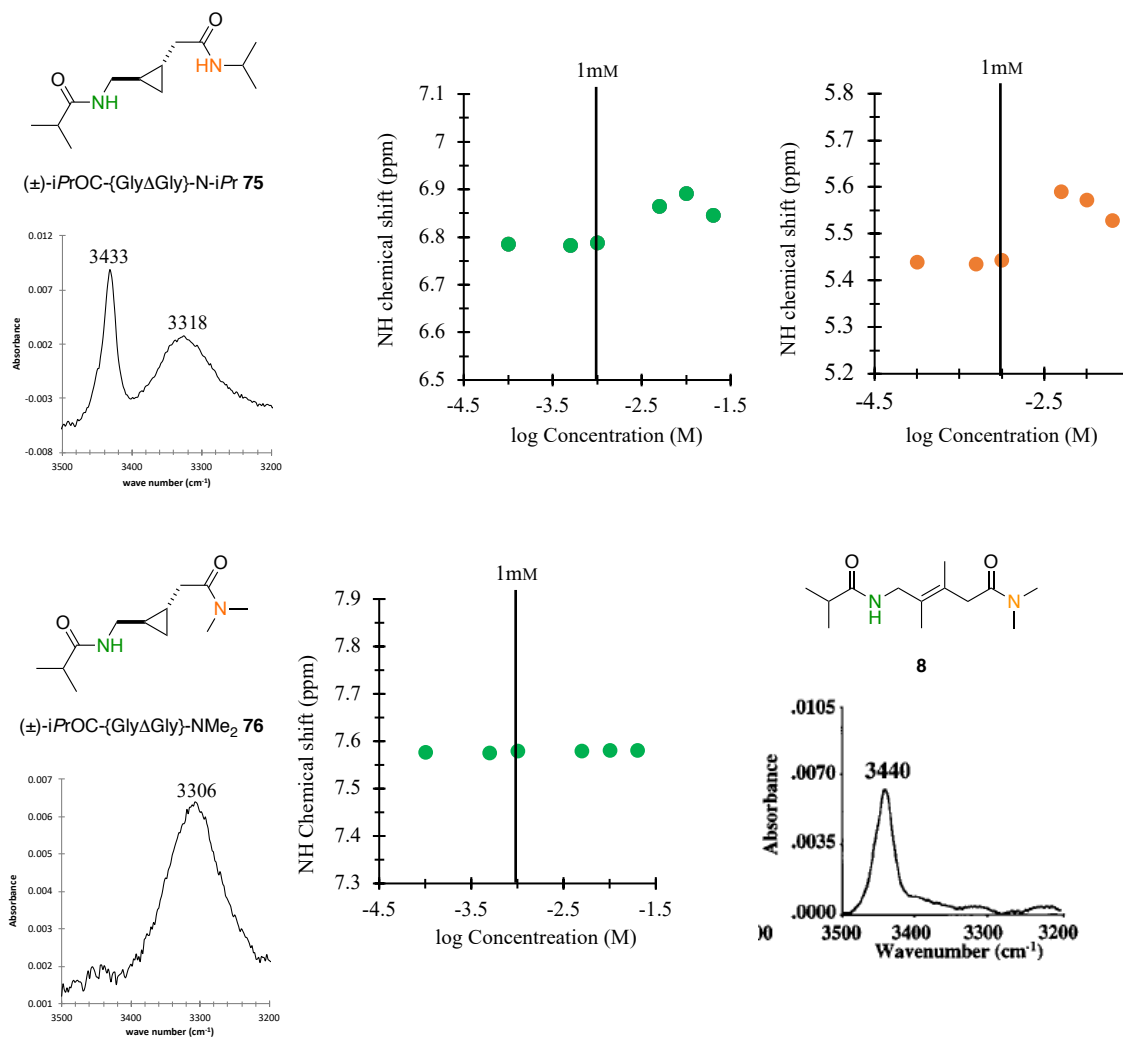 O
HN
O
NH
(±)-iPrOC-{GlyΔGly}-N-iPr 75
0.012
0.007
0.002
-0.003
-0.008
3433
3318
Absorbance
3500
3400
3300
3200
wave number (cm-1)
1mM
7.1
7
6.9
6.8
6.7
6.6
6.5
NH chemical shift (ppm)
-4.5
-3.5
-2.5
-1.5
log Concentration (M)
1mM
5.8
5.7
5.6
5.5
5.4
5.3
5.2
NH chemical shift (ppm)
-4.5
-2.5
log Concentration (M)
O
N
O
NH
(±)-iPrOC-{GlyΔGly}-NMe2 76
0.007
0.006
0.005
0.004
0.003
0.002
0.001
3306
Absorbance
3500
3400
3300
3200
wave number (cm-1)
1mM
7.9
7.8
7.7
7.6
7.5
7.4
7.3
NH Chemical shift (ppm)
-4.5
-3.5
-2.5
-1.5
log Concentreation (M)
O
O
N
H
N
8
.0105
.0070
.0035
.0000
3440
Absorbance
00
3500
3400
3300
3200
Wavenumber (cm-1)